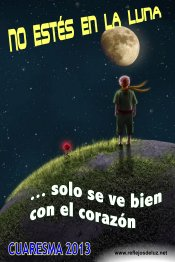 NO ESTÉS EN LA LUNA
... solo se ve bien
con el corazón
CUARESMA 2013
www.reflejosdeluz.net